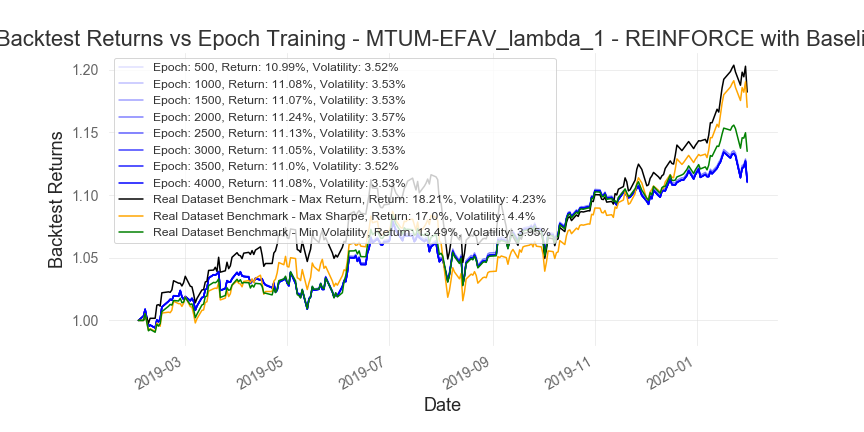 Backtest Returns vs Epoch Training - MTUM-EFAV_lambda_1 - REINFORCE with Baseli
Epoch: 500, Return: 10.99%, Volatility: 3.52%
Epoch: 1000, Return: 11.08%, Volatility: 3.53%
Epoch: 1500, Return: 11.07%, Volatility: 3.53%
Epoch: 2000, Return: 11.24%, Volatility: 3.57%
Epoch: 2500, Return: 11.13%, Volatility: 3.53%
Epoch: 3000, Return: 11.05%, Volatility: 3.53%
Epoch: 3500, Return: 11.0%, Volatility: 3.52%
Epoch: 4000, Return: 11.08%, Volatility: 3.53%
Real Dataset Benchmark - Max Return, Return: 18.21%, Volatility: 4.23%
Real Dataset Benchmark - Max Sharpe, Return: 17.0%, Volatility: 4.4%
Real Dataset Benchmark - Min Volatility, Return: 13.49%, Volatility: 3.95%
Backtest Returns
1.20
1.15
1.10
1.05
1.00
2019-03
2019-05
2019-07
2019-09
2019-11
2020-01
Date